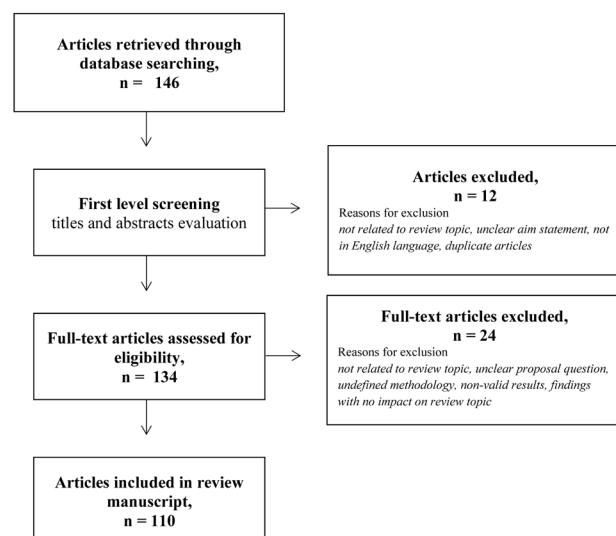 Articles retrieved through
database searching,
n = 146
First level screening
titles and abstracts evaluation
Articles excluded,
n = 12
Reasons for exclusion
not related to review topic, unclear aim statement, not
in English language, duplicate articles
Full-text articles assessed for
eligibility,
n = 134
Full-text articles excluded,
n = 24
Reasons for exclusion
not related to review topic, unclear proposal question,
undefined methodology, non-valid results, findings
with no impact on review topic
Articles included in review
manuscript,
n = 110